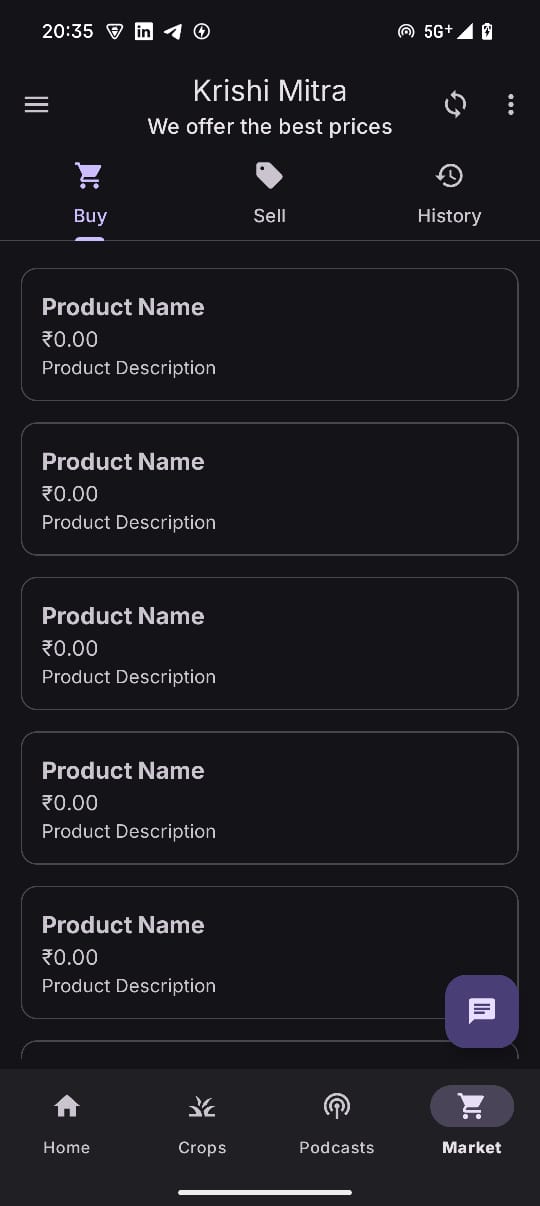 20:35
in
5G+
Krishi Mitra
We offer the best prices
Buy
Sell
History
Product Name
₹0.00
Product Description
Product Name
₹0.00
Product Description
Product Name
₹0.00
Product Description
Product Name
₹0.00
Product Description
Product Name
₹0.00
Product Description
Home
Crops
Podcasts
Market